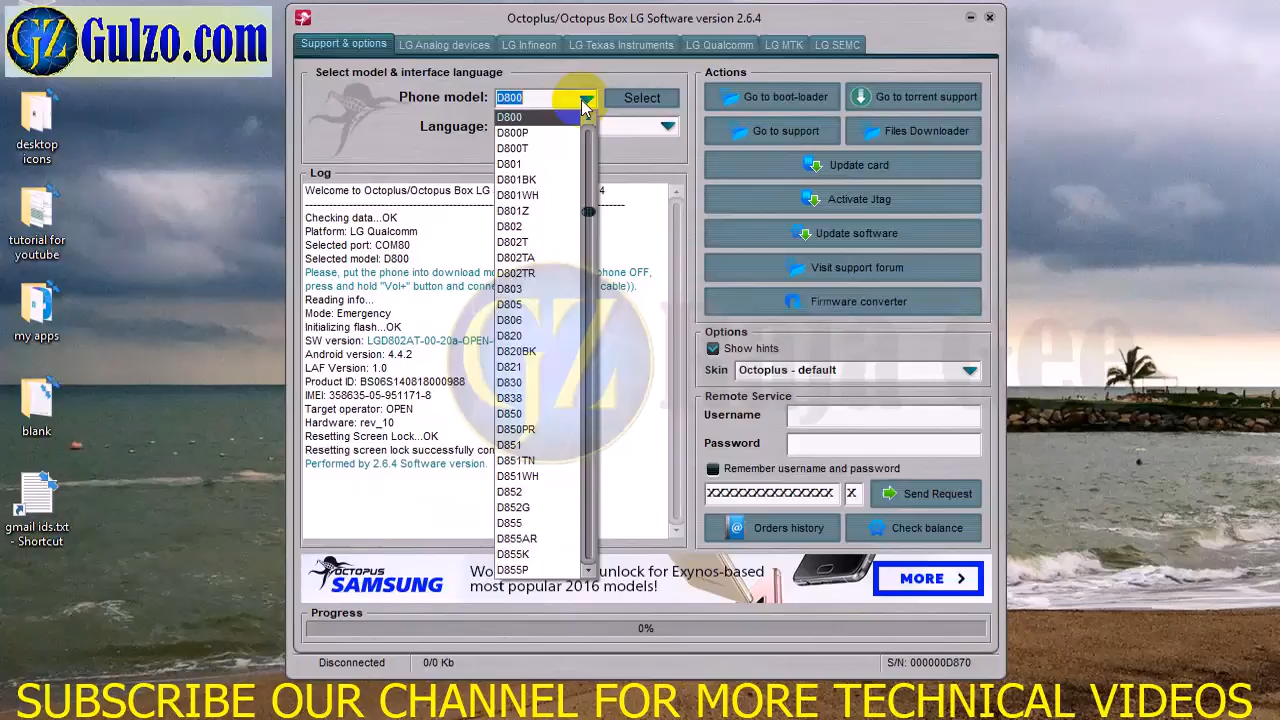 GZ Gulzo.com
desktop
icons
tutorial for
youtube
my apps
blank
gmail ids.txt
- Shortcut
Octoplus/Octopus Box LG Software version 2.6.4
Support & options
LG Analog devices
LG Infineon
LG Texas Instruments
LG Qualcomm
LG MTK
LG SEMC
Select model & interface language
Phone model:
D800
Select
Language:
D800
D800P
D800T
D801
D801BK
D801WH
D801Z
D802
D802T
D802TA
D802TR
D803
D805
D806
D820
D820BK
D821
D830
D838
D850
D850PR
D851
D851TN
D851WH
D852
D852G
D855
D855AR
D855K
D855P
Log
Welcome to Octoplus/Octopus Box LG 4
Checking data...OK
Platform: LG Qualcomm
Selected port: COM80
Selected model: D800
Please, put the phone into download mo hone OFF,
press and hold "Vol+" button and conne cable)).
Reading info...
Mode: Emergency
Initializing flash...OK
SW version: LGD802AT-00-20a-OPEN-
Android version: 4.4.2
LAF Version: 1.0
Product ID: BS06S140818000988
IMEI: 358635-05-951171-8
Target operator: OPEN
Hardware: rev_10
Resetting Screen Lock...OK
Resetting screen lock successfully con
Performed by 2.6.4 Software version.
Actions
Go to boot-loader
Go to torrent support
Go to support
Files Downloader
Update card
Activate Jtag
Update software
Visit support forum
Firmware converter
Options
Show hints
Skin
Octoplus - default
Remote Service
Username
Password
Remember username and password
XXXXXXXXXXXXXX
X
Send Request
Orders history
Check balance
OCTOPUS
SAMSUNG
Wo unlock for Exynos-based
most popular 2016 models!
MORE
Progress
0%
Disconnected
0/0 Kb
S/N: 000000D870
SUBSCRIBE OUR CHANNEL FOR MORE TECHNICAL VIDEOS